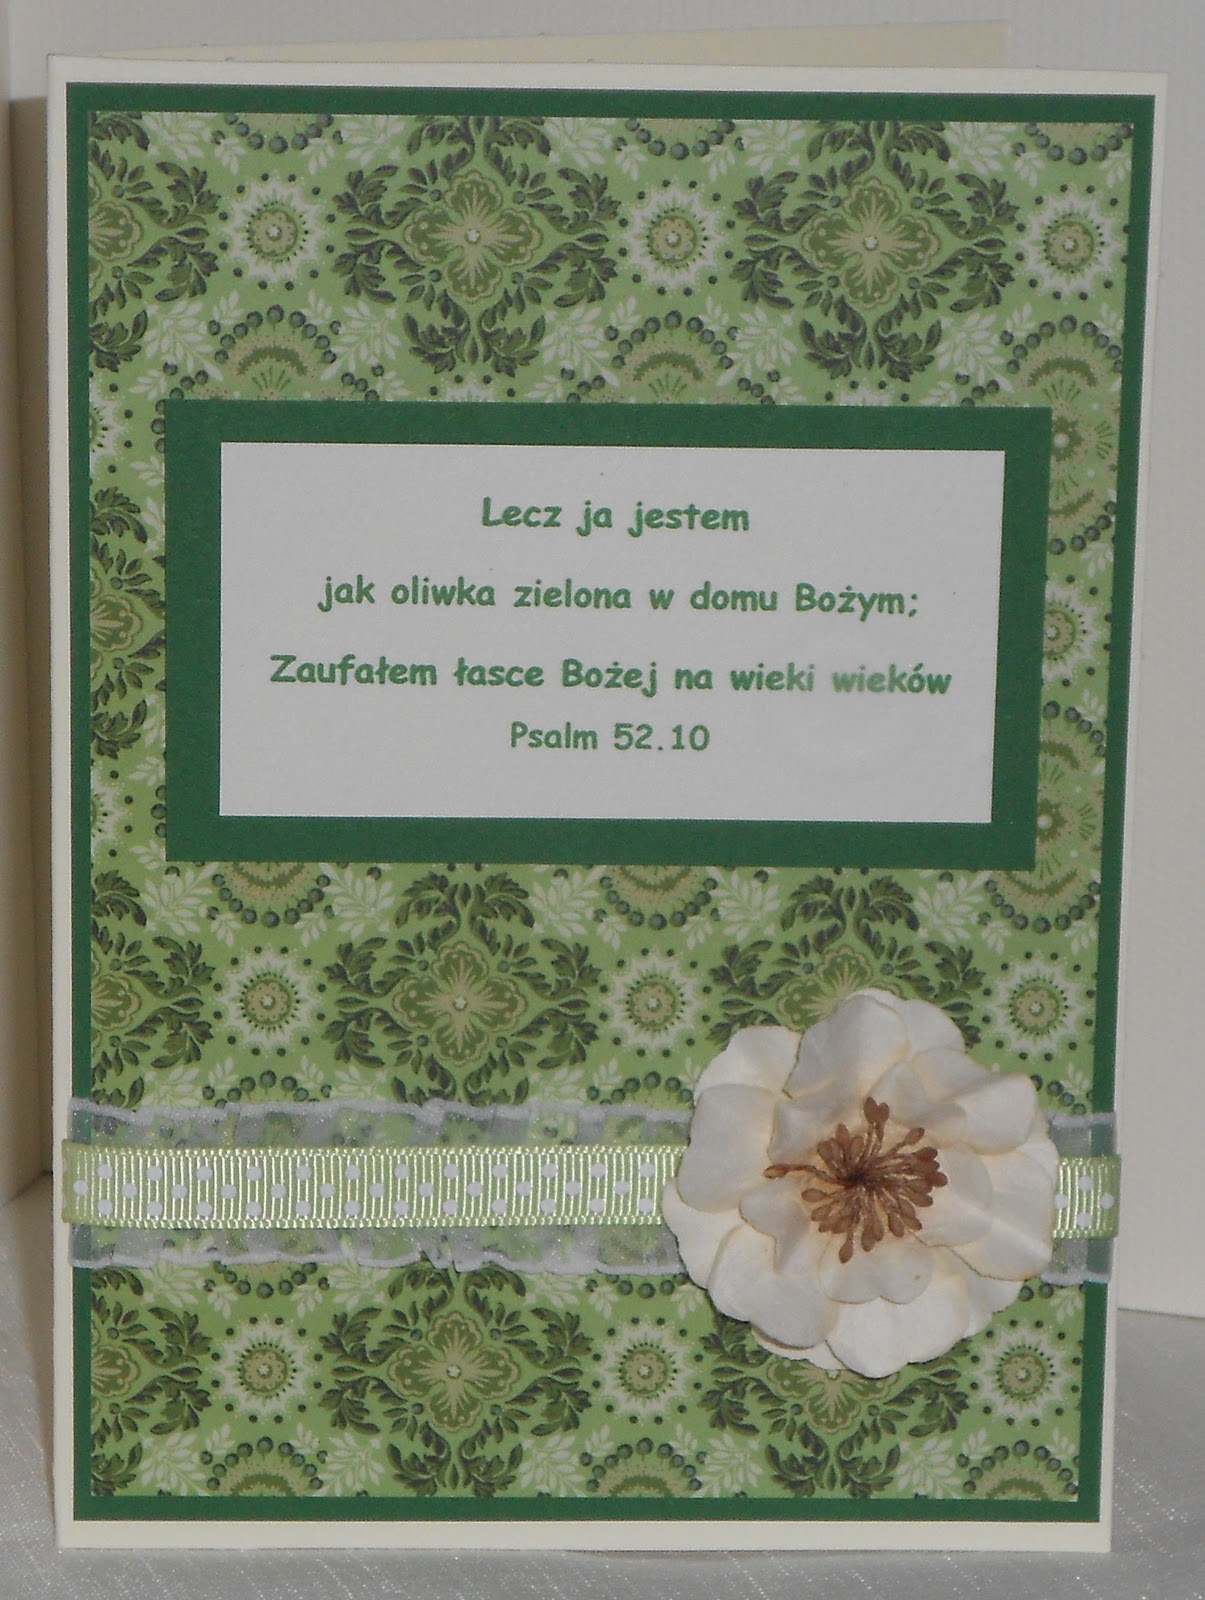 Lecz ja jestem
jak oliwka zielona w domu Bożym;
Zaufałem łasce Bożej na wieki wieków
Psalm 52.10